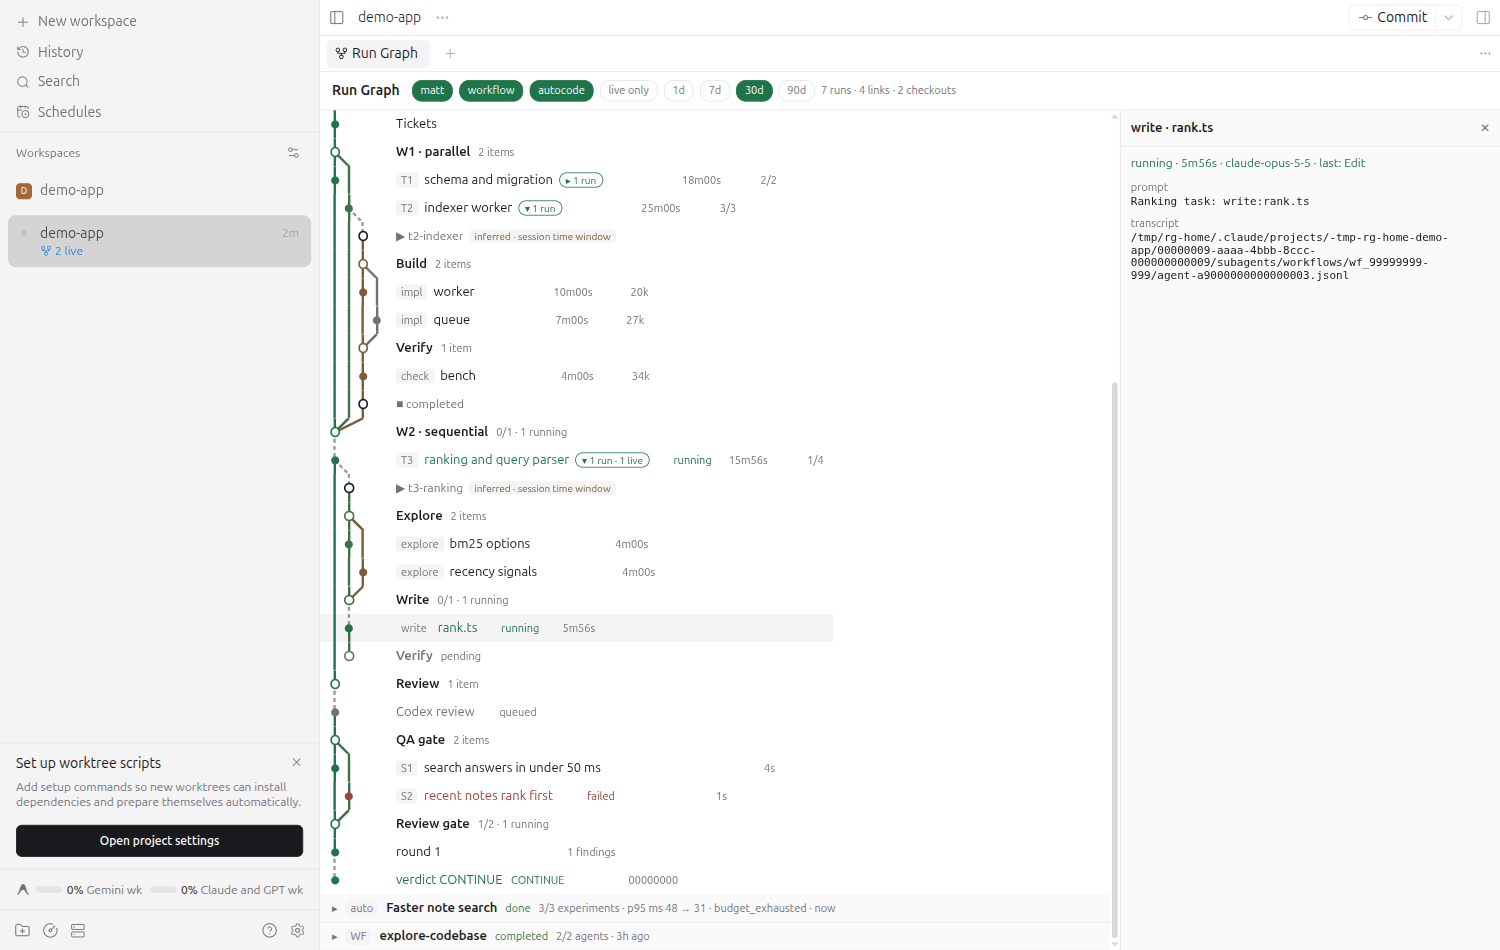 New workspace
History
Search
Schedules
Workspaces
D demo-app
demo-app 2m
2 live
Set up worktree scripts
Add setup commands so new worktrees can install
dependencies and prepare themselves automatically.
Open project settings
0% Gemini wk 0% Claude and GPT wk
demo-app
Commit
Run Graph
Run Graph matt workflow autocode live only 1d 7d 30d 90d 7 runs · 4 links · 2 checkouts
Tickets
W1 · parallel 2 items
T1 schema and migration ▸ 1 run 18m00s 2/2
T2 indexer worker ▾ 1 run 25m00s 3/3
▶ t2-indexer inferred · session time window
Build 2 items
impl worker 10m00s 20k
impl queue 7m00s 27k
Verify 1 item
check bench 4m00s 34k
■ completed
W2 · sequential 0/1 · 1 running
T3 ranking and query parser ▾ 1 run · 1 live running 15m56s 1/4
▶ t3-ranking inferred · session time window
Explore 2 items
explore bm25 options 4m00s
explore recency signals 4m00s
Write 0/1 · 1 running
write rank.ts running 5m56s
Verify pending
Review 1 item
Codex review queued
QA gate 2 items
S1 search answers in under 50 ms 4s
S2 recent notes rank first failed 1s
Review gate 1/2 · 1 running
round 1 1 findings
verdict CONTINUE CONTINUE 00000000
▸ auto Faster note search done 3/3 experiments · p95 ms 48 → 31 · budget_exhausted · now
▸ WF explore-codebase completed 2/2 agents · 3h ago
write · rank.ts
running · 5m56s · claude-opus-5-5 · last: Edit
prompt
Ranking task: write:rank.ts
transcript
/tmp/rg-home/.claude/projects/-tmp-rg-home-demo-
app/00000009-aaaa-4bbb-8ccc-
000000000009/subagents/workflows/wf_99999999-
999/agent-a9000000000000003.jsonl